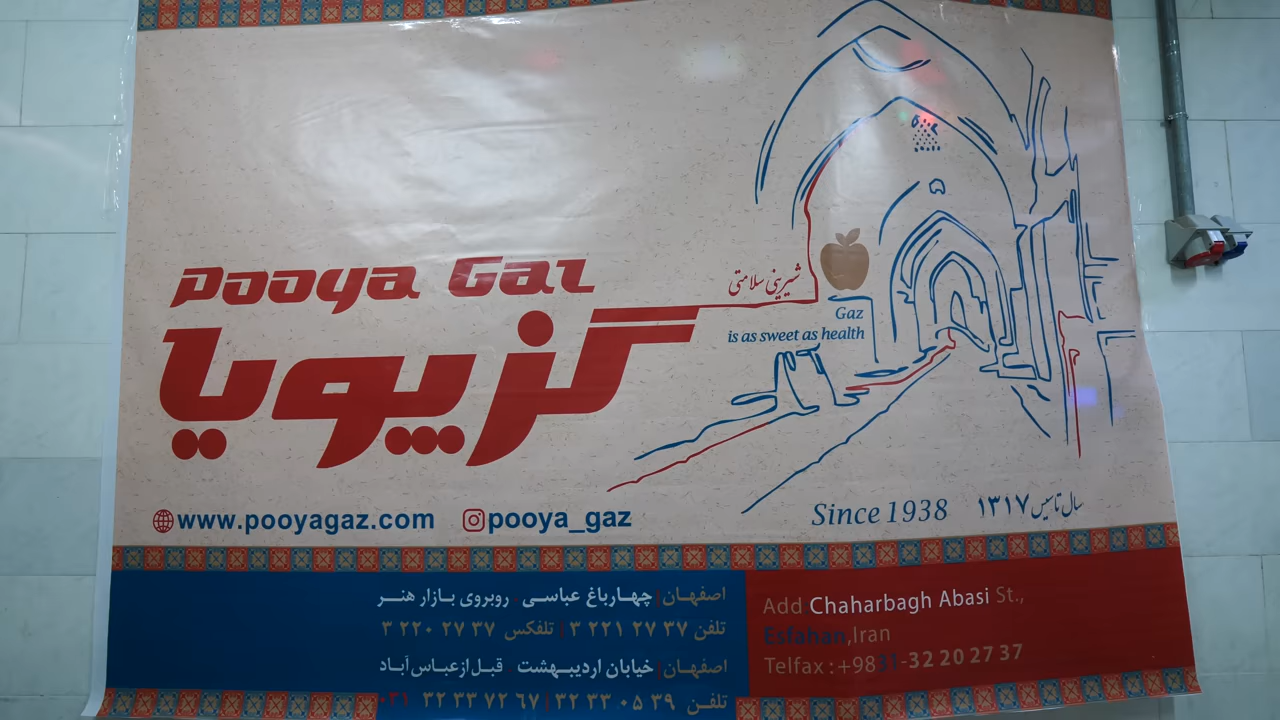 Pooya Gaz
گز پویا
شیرینی سلامتی
Gaz
is as sweet as health
www.pooyagaz.com
pooya_gaz
Since 1938
سال تاسیس ۱۳۱۷
اصفهان | چهارباغ عباسی - روبروی بازار هنر
تلفن ۳۷ ۲۷ ۲۲۱ ۳ | تلفکس ۳۷ ۲۷ ۲۲۰ ۳
اصفهان | خیابان اردیبهشت - قبل از عباس آباد
تلفن ۳۹ ۰۵ ۳۳ ۳۲ | ۶۷ ۷۲ ۳۳ ۳۲ ۰۳۱
Add Chaharbagh Abasi St.,
Esfahan,Iran
Telfax : +9831-32 20 27 37